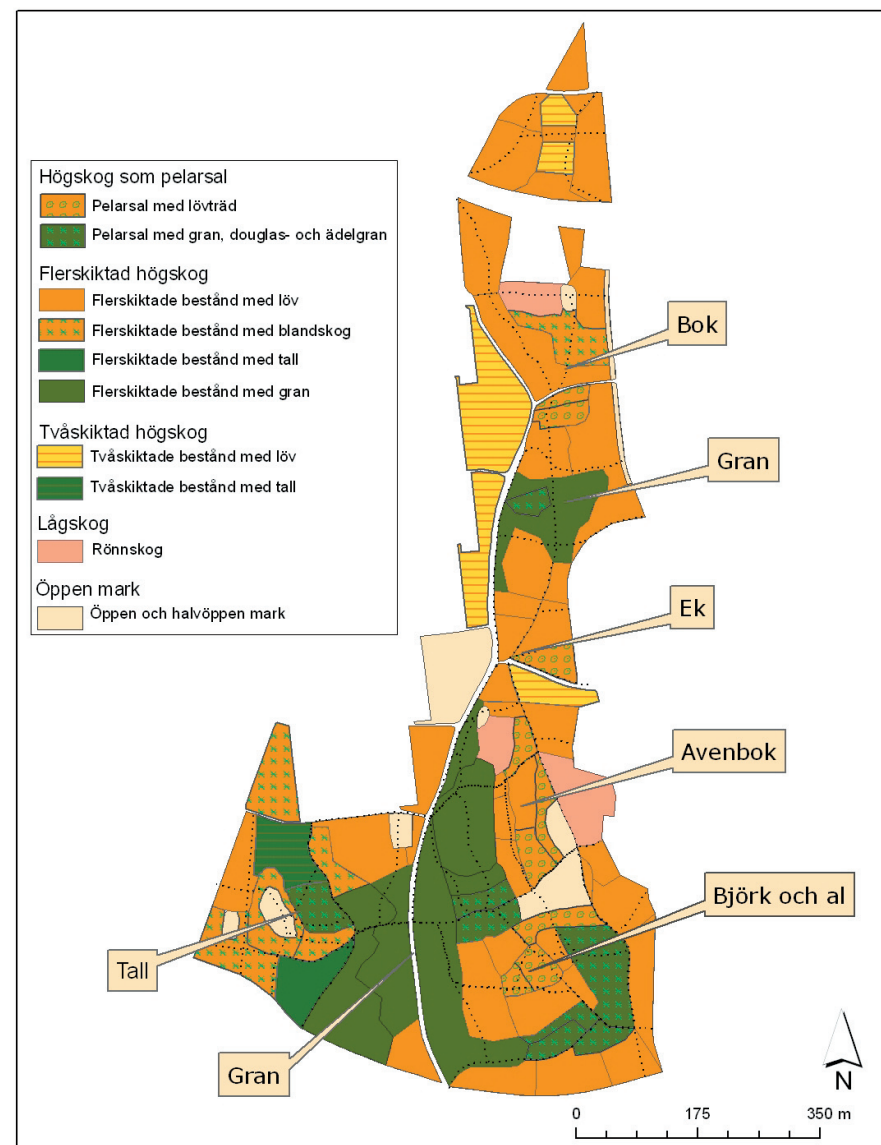 Högskog som pelarsal
Pelarsal med lövträd
Pelarsal med gran, douglas- och ädelgran
Flerskiktad högskog
Flerskiktade bestånd med löv
Flerskiktade bestånd med blandskog
Flerskiktade bestånd med tall
Flerskiktade bestånd med gran
Tvåskiktad högskog
Tvåskiktade bestånd med löv
Tvåskiktade bestånd med tall
Lågskog
Rönnskog
Öppen mark
Öppen och halvöppen mark
Bok
Gran
Ek
Avenbok
Björk och al
Tall
Gran
N
0 175 350 m